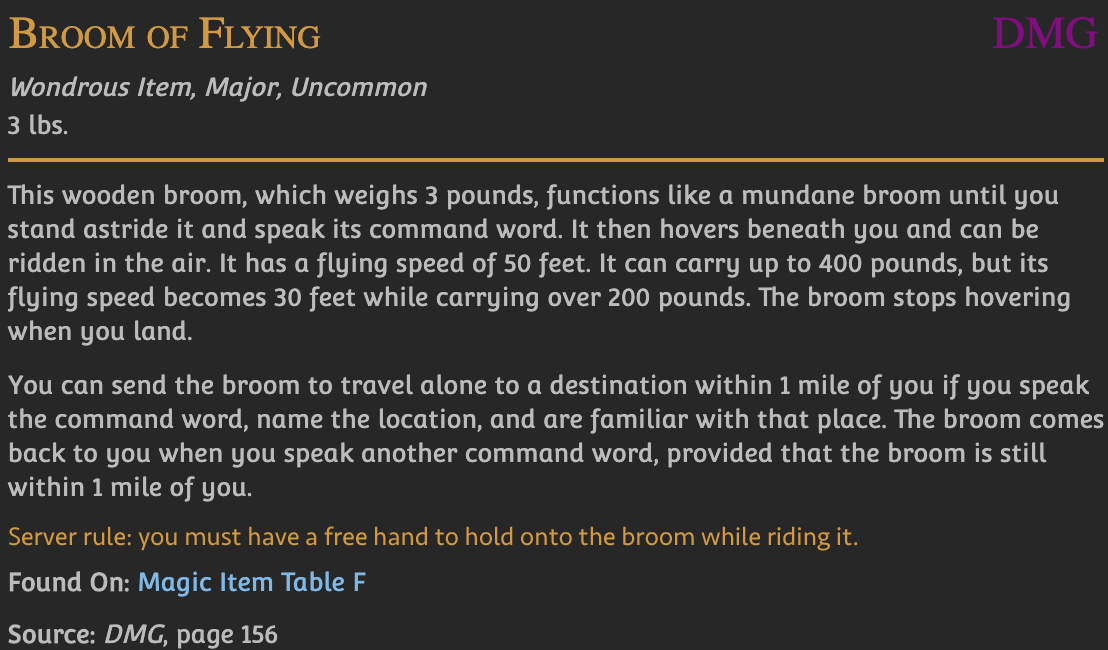 Broom of Flying
DMG
Wondrous Item, Major, Uncommon
3 lbs.
This wooden broom, which weighs 3 pounds, functions like a mundane broom until you
stand astride it and speak its command word. It then hovers beneath you and can be
ridden in the air. It has a flying speed of 50 feet. It can carry up to 400 pounds, but its
flying speed becomes 30 feet while carrying over 200 pounds. The broom stops hovering
when you land.
You can send the broom to travel alone to a destination within 1 mile of you if you speak
the command word, name the location, and are familiar with that place. The broom comes
back to you when you speak another command word, provided that the broom is still
within 1 mile of you.
Server rule: you must have a free hand to hold onto the broom while riding it.
Found On: Magic Item Table F
Source: DMG, page 156